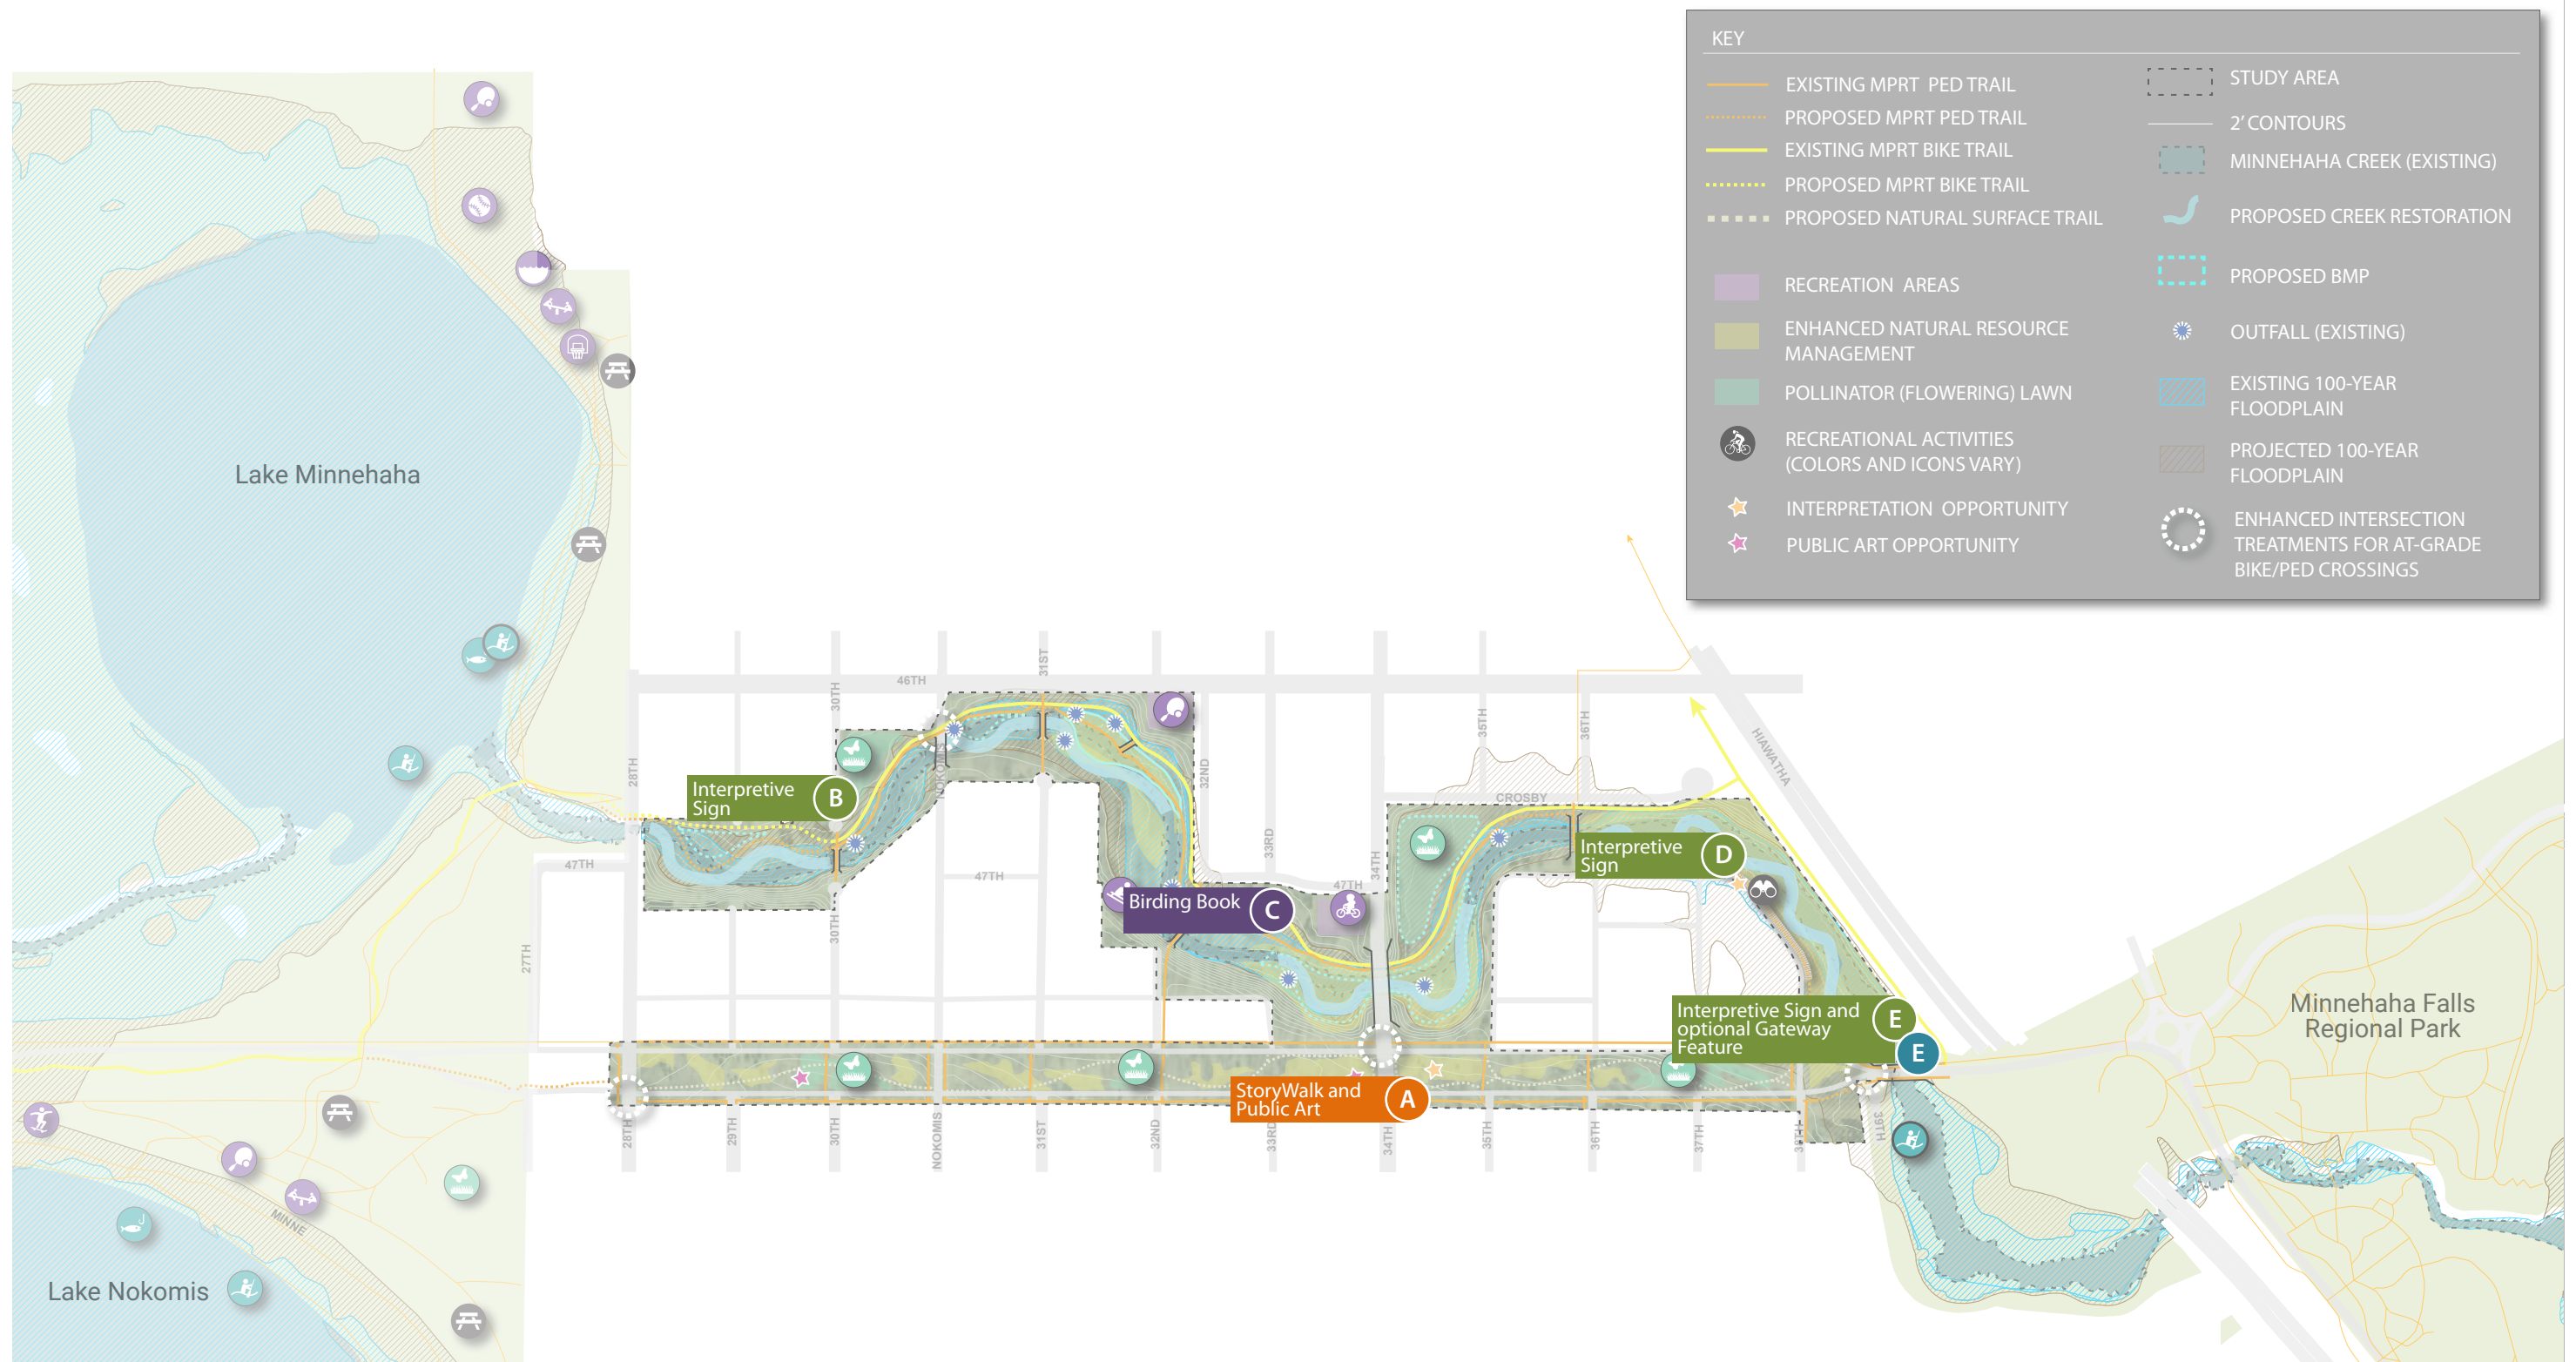 KEY
EXISTING MPRT PED TRAIL
PROPOSED MPRT PED TRAIL
EXISTING MPRT BIKE TRAIL
PROPOSED MPRT BIKE TRAIL
PROPOSED NATURAL SURFACE TRAIL
RECREATION AREAS
ENHANCED NATURAL RESOURCE
MANAGEMENT
POLLINATOR (FLOWERING) LAWN
RECREATIONAL ACTIVITIES
(COLORS AND ICONS VARY)
INTERPRETATION OPPORTUNITY
PUBLIC ART OPPORTUNITY
STUDY AREA
2' CONTOURS
MINNEHAHA CREEK (EXISTING)
PROPOSED CREEK RESTORATION
PROPOSED BMP
OUTFALL (EXISTING)
EXISTING 100-YEAR
FLOODPLAIN
PROJECTED 100-YEAR
FLOODPLAIN
ENHANCED INTERSECTION
TREATMENTS FOR AT-GRADE
BIKE/PED CROSSINGS
Lake Minnehaha
46TH
31ST
30TH
28TH
35TH
36TH
HIAWATHA
32ND
CROSBY
Interpretive
Sign
B
47TH
47TH
33RD
34TH
47TH
Interpretive
Sign
D
Birding Book
C
30TH
27TH
Interpretive Sign and
optional Gateway
Feature
E
E
Minnehaha Falls
Regional Park
StoryWalk and
Public Art
A
28TH
29TH
30TH
NOKOMIS
31ST
32ND
33RD
34TH
35TH
36TH
37TH
39TH
MINNE
Lake Nokomis